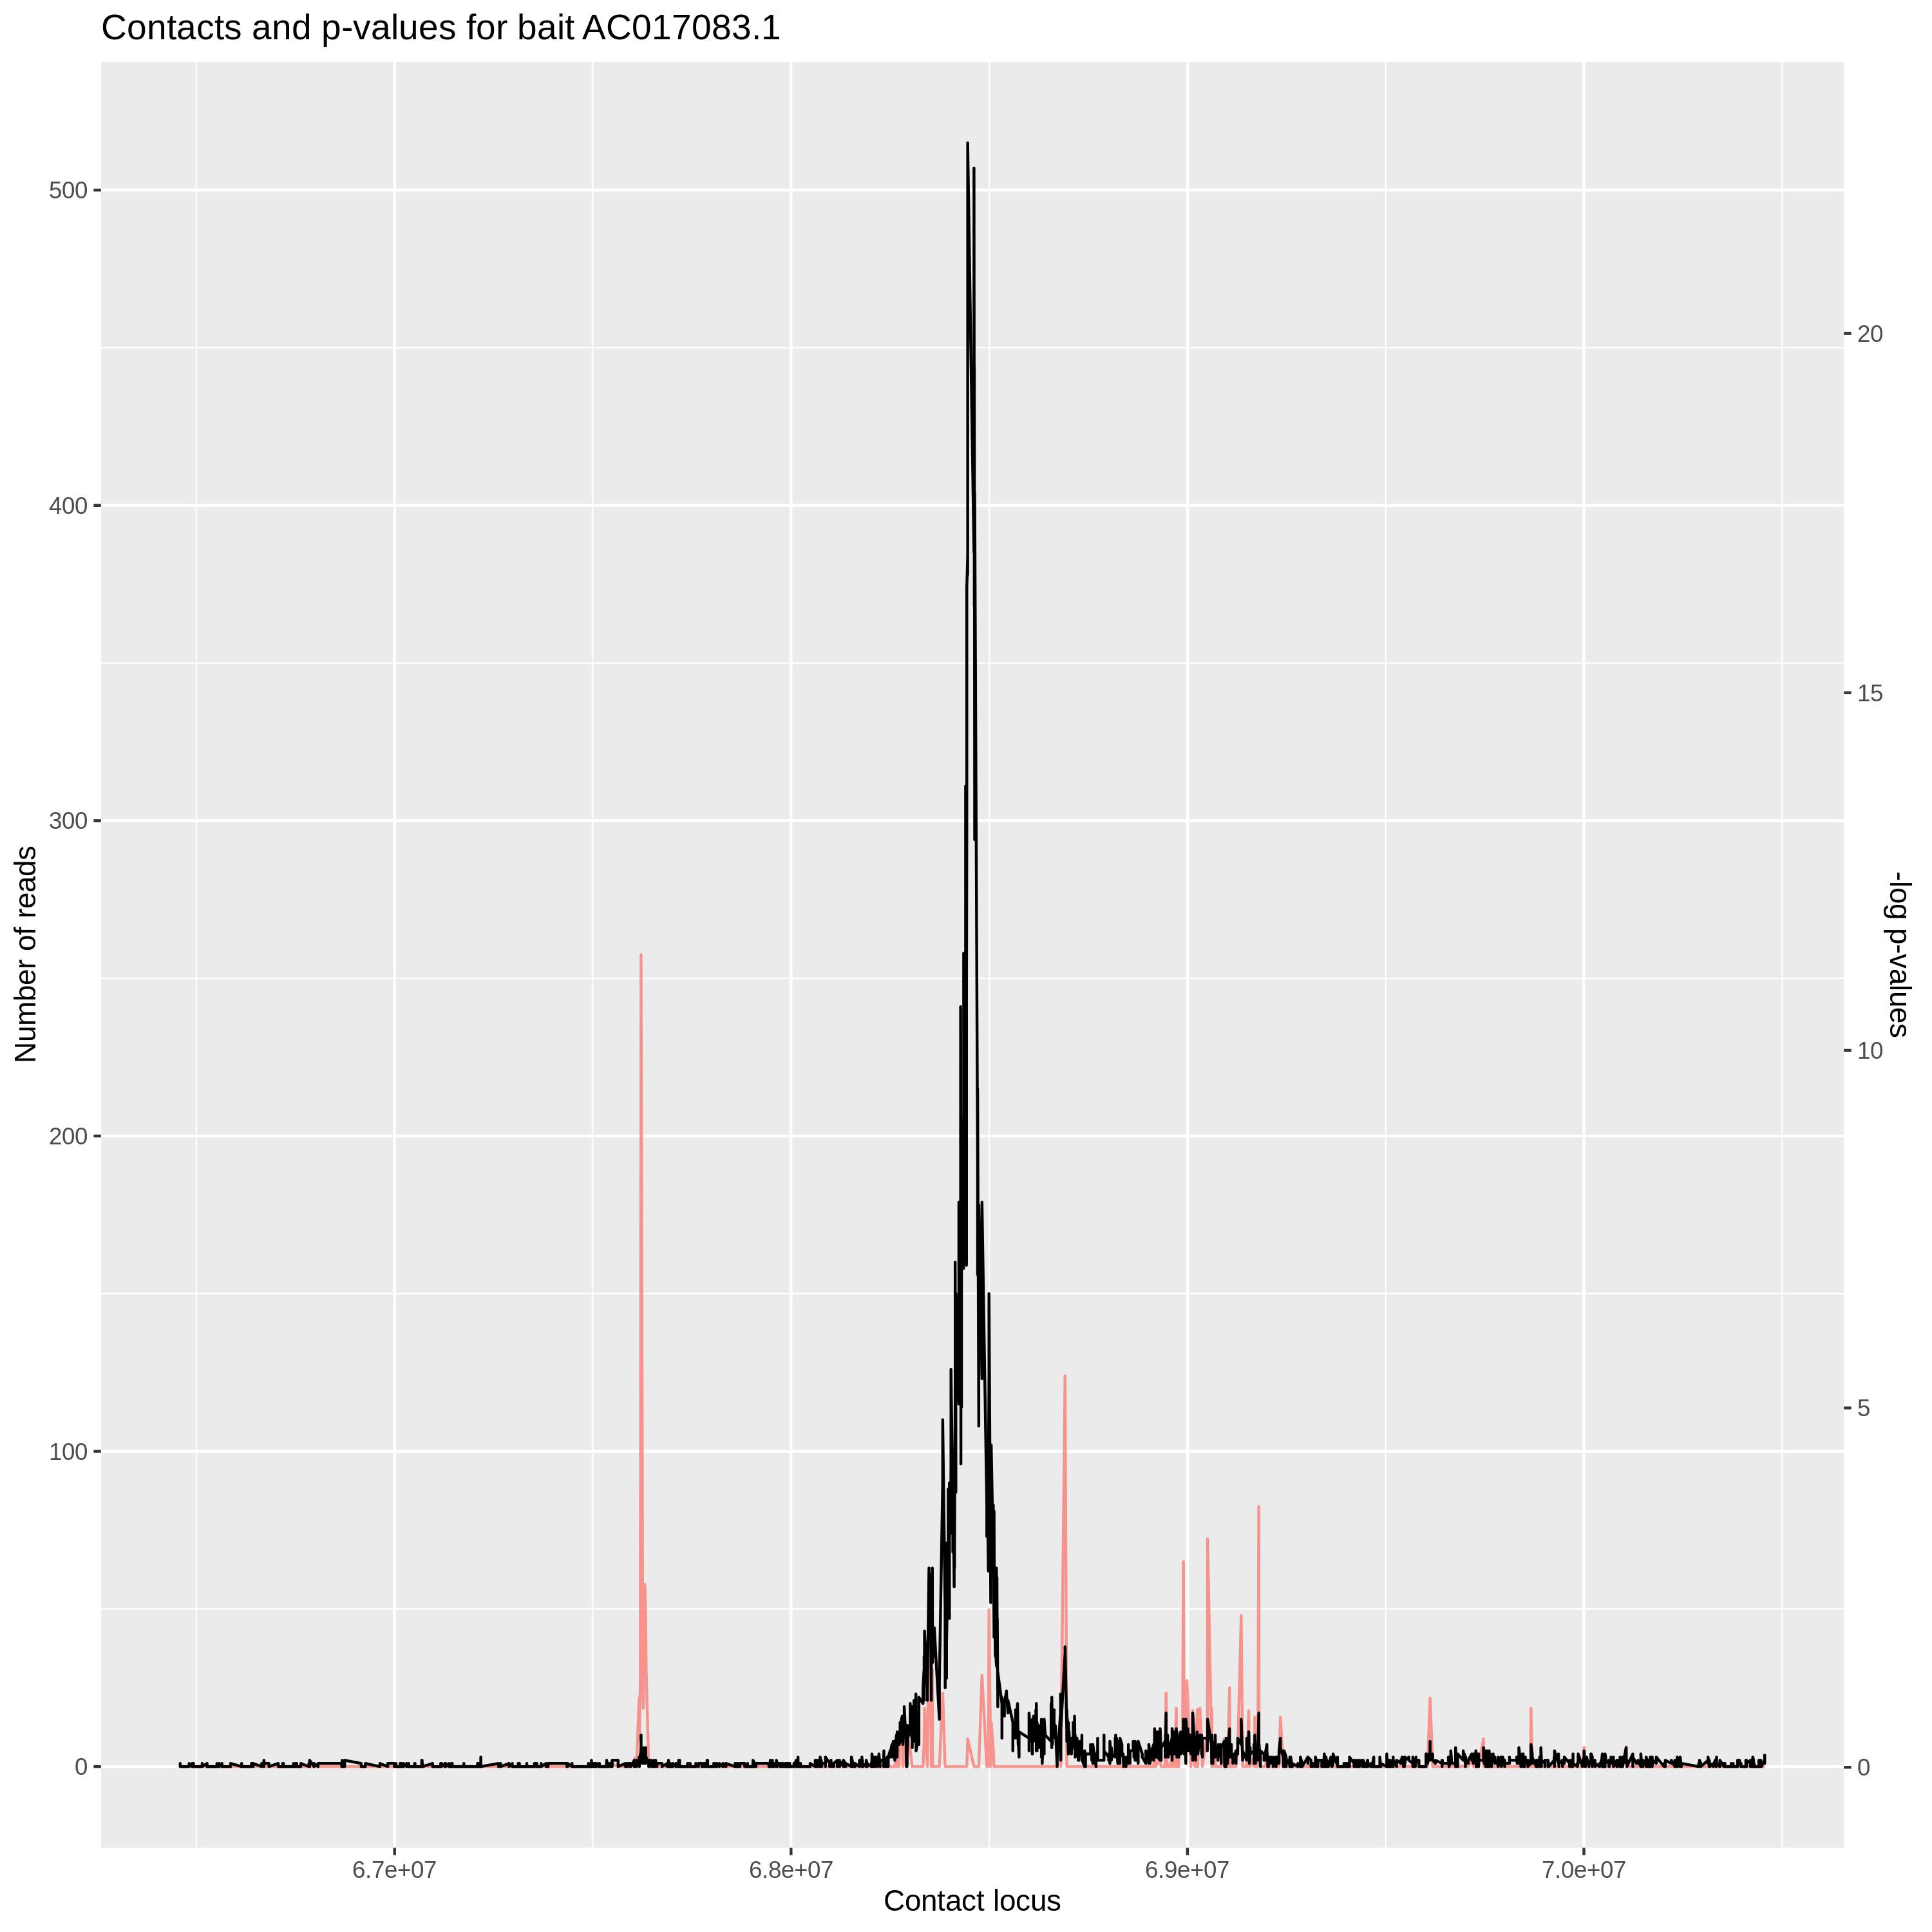 Contacts and p-values for bait AC017083.1
500
400
300
200
100
0
Number of reads
20
15
10
5
0
-log p-values
6.7e+07
6.8e+07
6.9e+07
7.0e+07
Contact locus